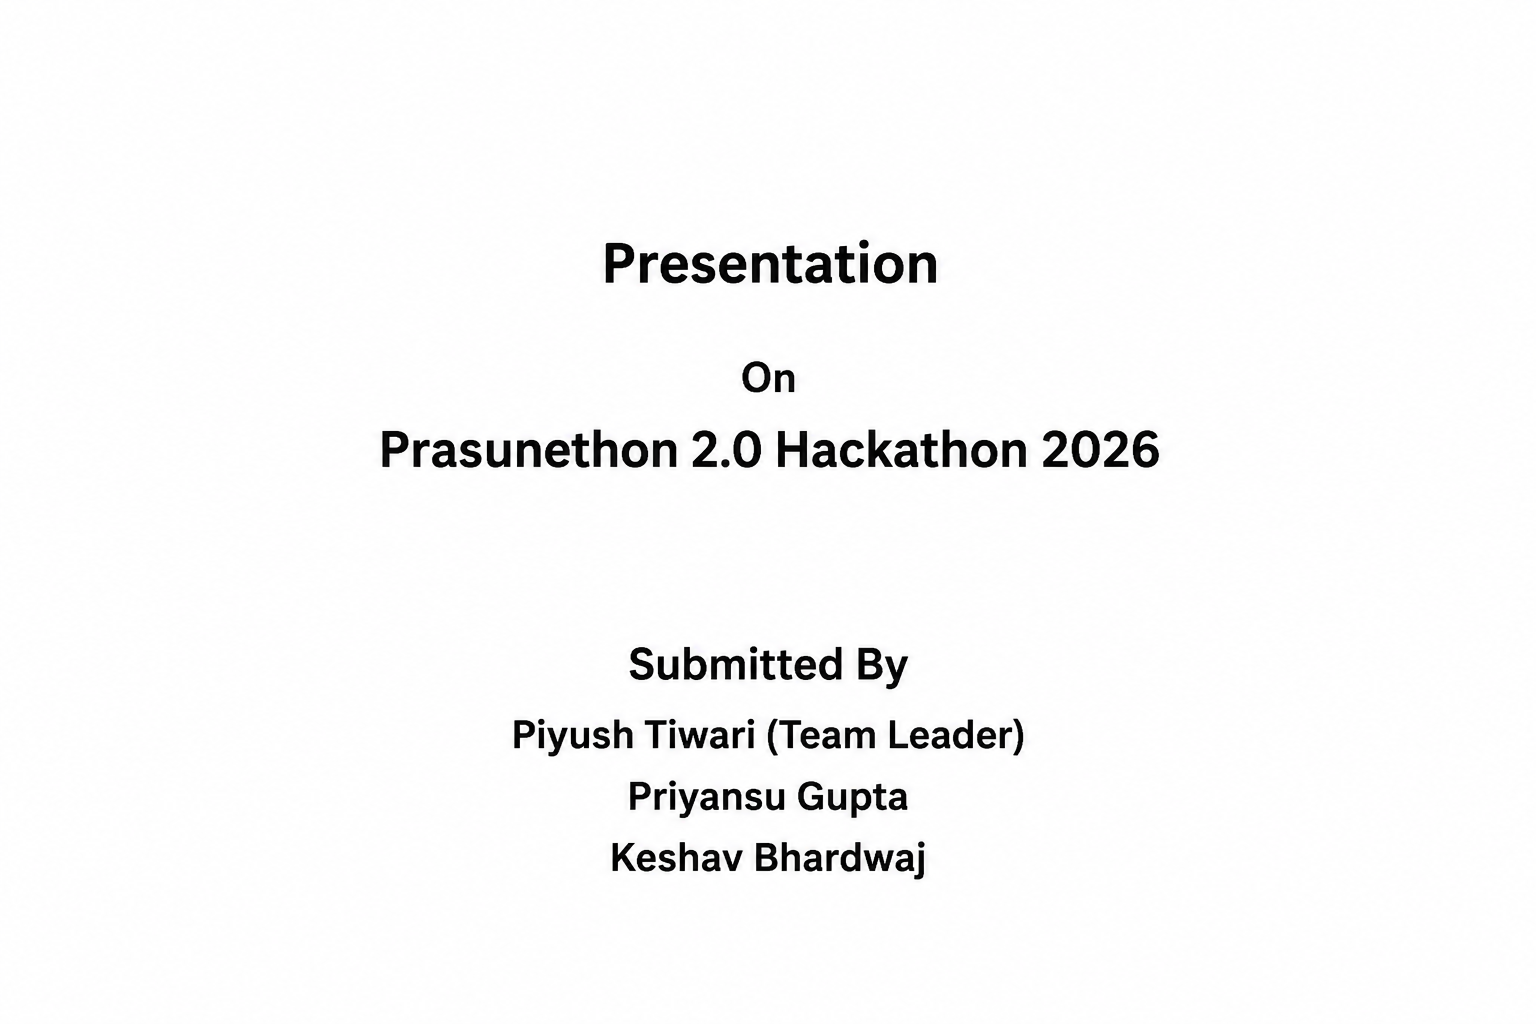 Presentation
On
Prasunethon 2.0 Hackathon 2026
Submitted By
Piyush Tiwari (Team Leader)
Priyansu Gupta
Keshav Bhardwaj